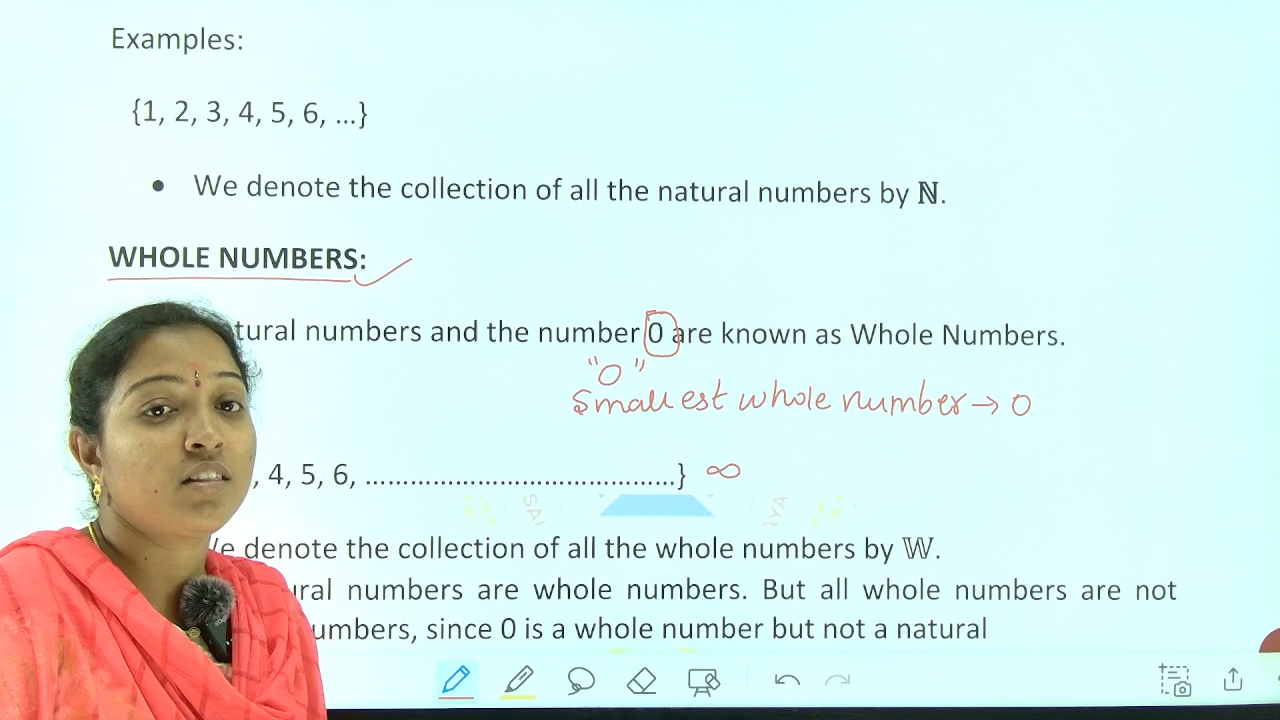 Examples:
{1, 2, 3, 4, 5, 6, ...}
• We denote the collection of all the natural numbers by ℕ.
WHOLE NUMBERS:
numbers and the number 0 are known as Whole Numbers.
"0"
Smallest whole number → 0
, 4, 5, 6, ...............................................} ∞
denote the collection of all the whole numbers by 𝕎.
numbers are whole numbers. But all whole numbers are not
since 0 is a whole number but not a natural